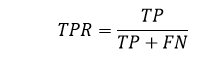 TPR = TP / (TP + FN)